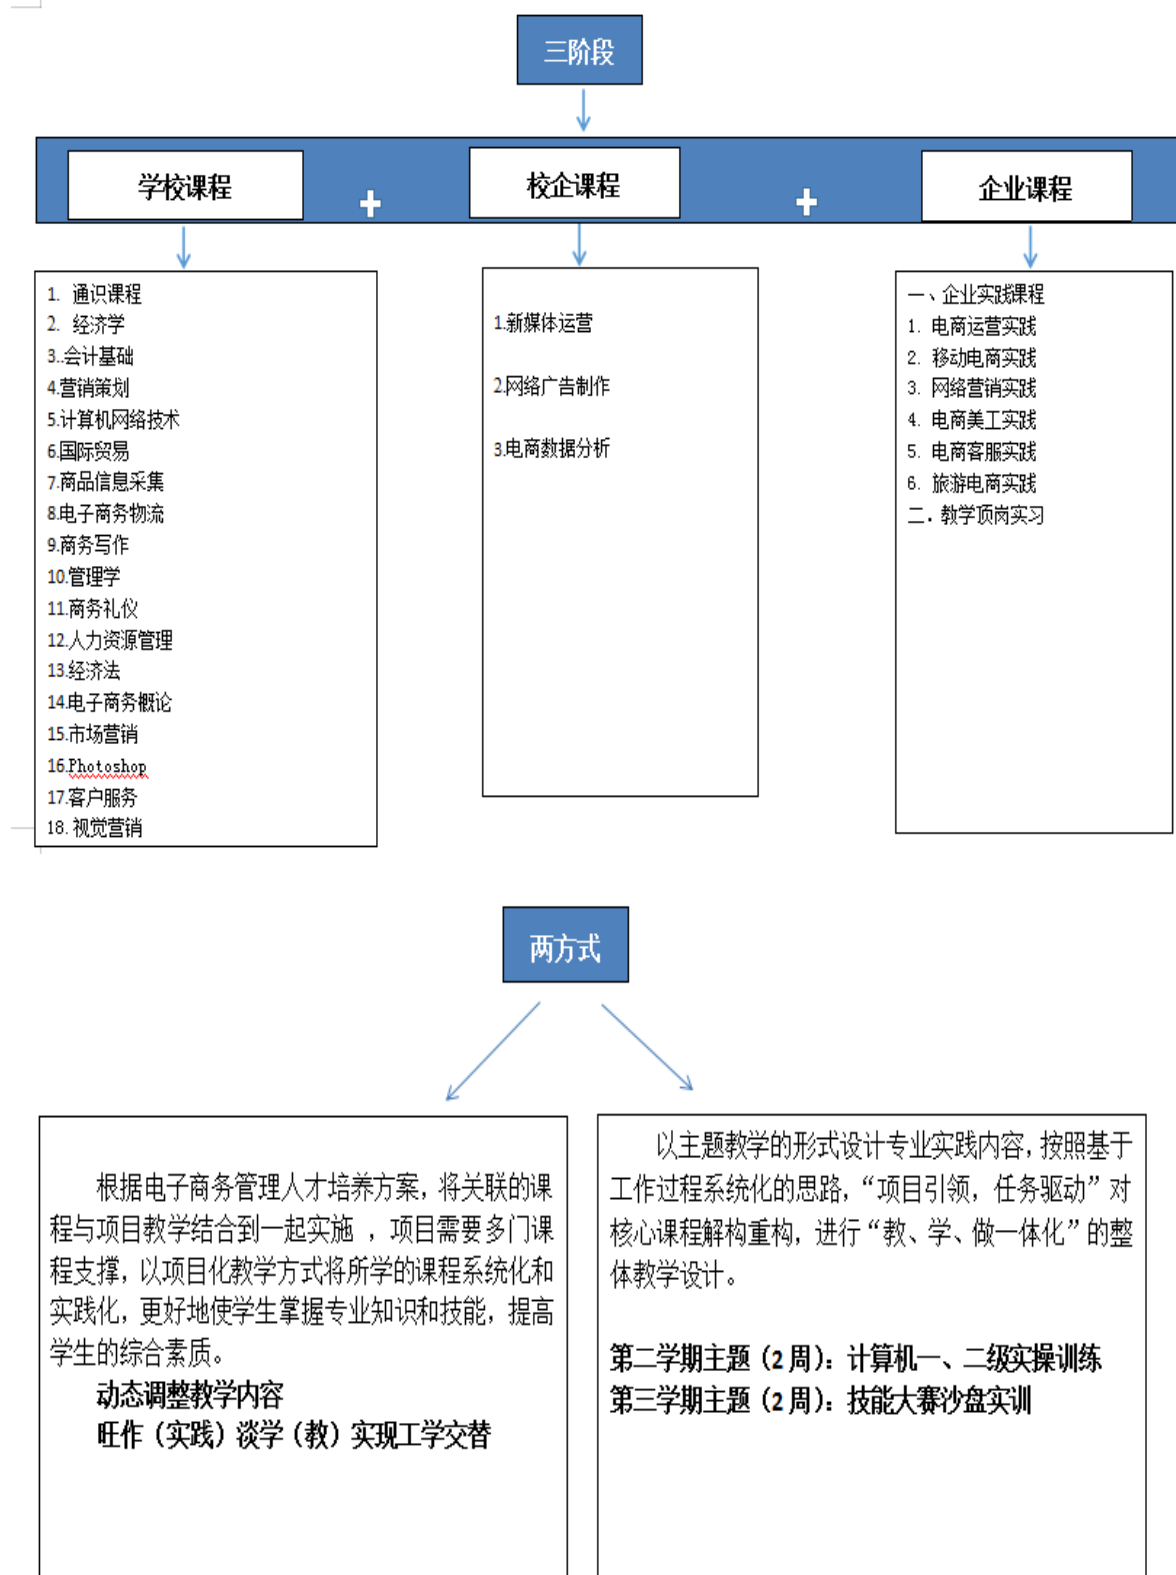 三阶段
学校课程
校企课程
企业课程
1. 通识课程
2. 经济学
3..会计基础
4.营销策划
5.计算机网络技术
6.国际贸易
7.商品信息采集
8.电子商务物流
9.商务写作
10.管理学
11.商务礼仪
12.人力资源管理
13.经济法
14.电子商务概论
15.市场营销
16.Photoshop
17.客户服务
18. 视觉营销
1.新媒体运营
2.网络广告制作
3.电商数据分析
一、企业实践课程
1. 电商运营实践
2. 移动电商实践
3. 网络营销实践
4. 电商美工实践
5. 电商客服实践
6. 旅游电商实践
二. 教学顶岗实习
两方式
根据电子商务管理人才培养方案，将关联的课
程与项目教学结合到一起实施 ，项目需要多门课
程支撑，以项目化教学方式将所学的课程系统化和
实践化，更好地使学生掌握专业知识和技能，提高
学生的综合素质。
动态调整教学内容
旺作（实践）淡学（教）实现工学交替
以主题教学的形式设计专业实践内容，按照基于
工作过程系统化的思路，“项目引领，任务驱动”对
核心课程解构重构，进行“教、学、做一体化”的整
体教学设计。
第二学期主题（2 周）：计算机一、二级实操训练
第三学期主题（2 周）：技能大赛沙盘实训